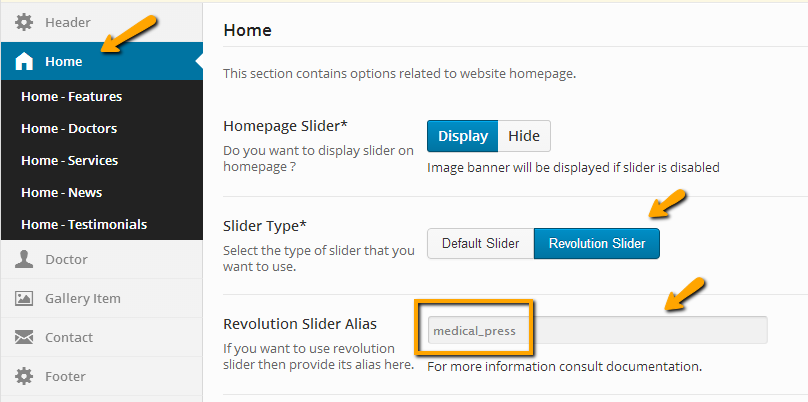 Header
Home
Home - Features
Home - Doctors
Home - Services
Home - News
Home - Testimonials
Doctor
Gallery Item
Contact
Footer
Home
This section contains options related to website homepage.
Homepage Slider*
Do you want to display slider on
homepage ?
Display Hide
Image banner will be displayed if slider is disabled
Slider Type*
Select the type of slider that you
want to use.
Default Slider Revolution Slider
Revolution Slider Alias
If you want to use revolution
slider then provide its alias here.
medical_press
For more information consult documentation.